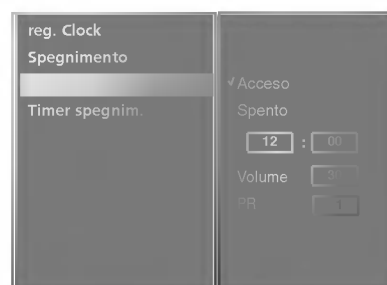 reg. Clock
Spegnimento
Timer spegnim.
✔Acceso
Spento
12 : 00
Volume 30
PR 1